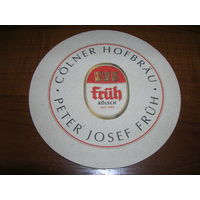 CÖLNER HOFBRÄU
früh
KÖLSCH
· PETER JOSEF FRÜH ·